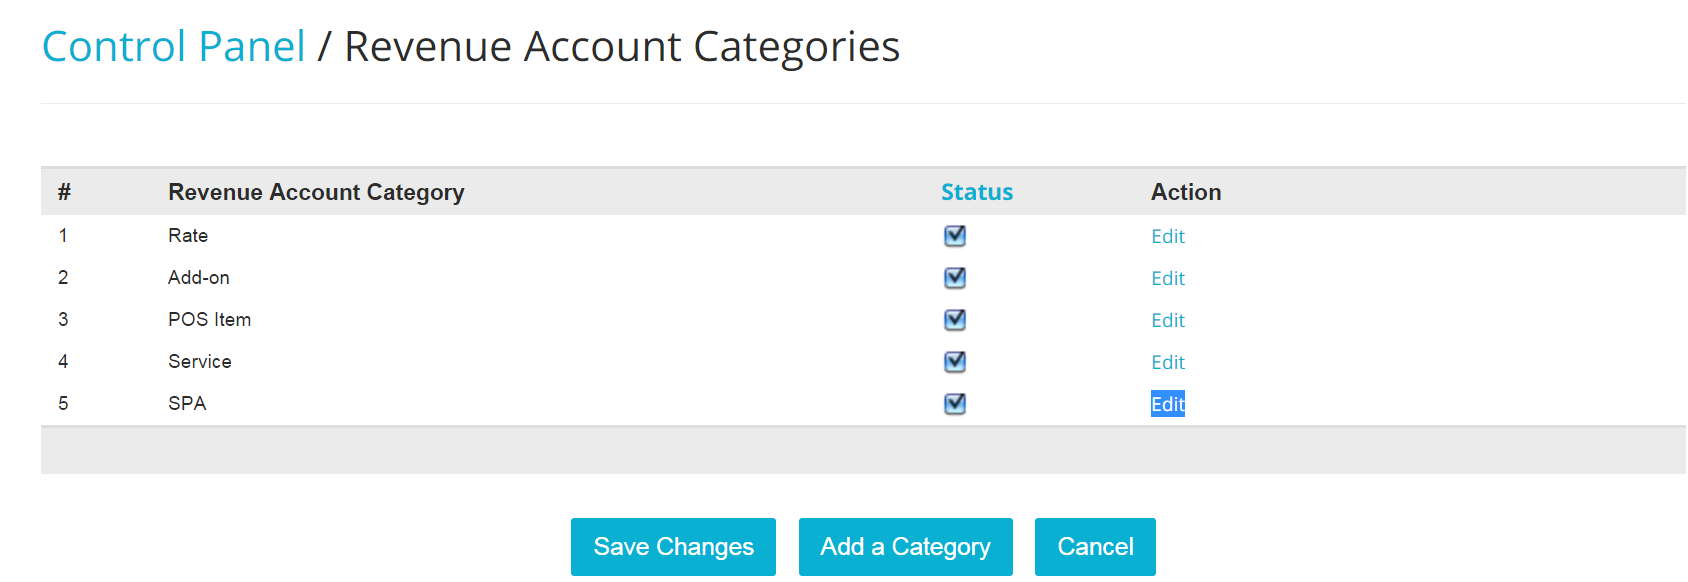 Control Panel / Revenue Account Categories
# Revenue Account Category Status Action
1 Rate Edit
2 Add-on Edit
3 POS Item Edit
4 Service Edit
5 SPA Edit
Save Changes Add a Category Cancel